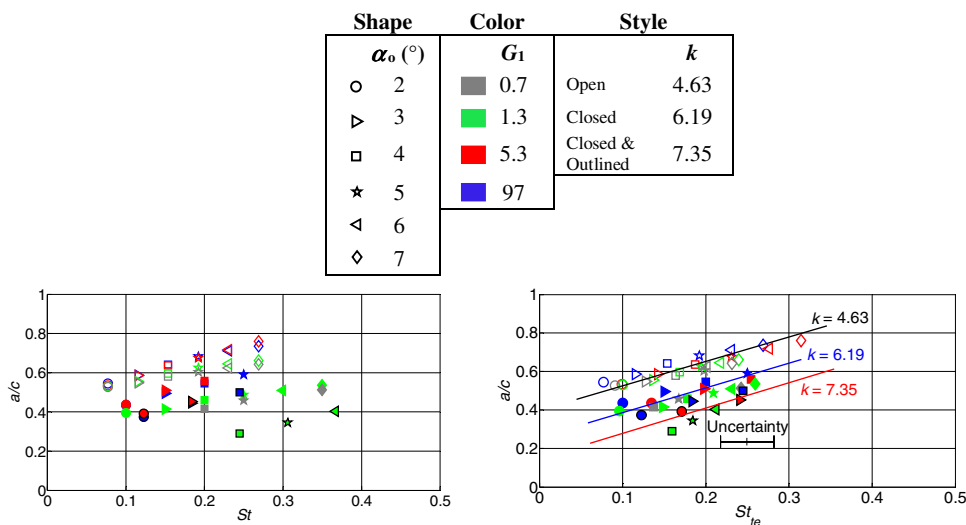 Shape Color Style
αo (°) G1 k
2 0.7 Open 4.63
3 1.3 Closed 6.19
4 5.3 Closed & Outlined 7.35
5 97
6
7
1
0.8
0.6
0.4
0.2
0
a/c
0 0.1 0.2 0.3 0.4 0.5
St
1
0.8
0.6
0.4
0.2
0
a/c
k = 4.63
k = 6.19
k = 7.35
Uncertainty
0 0.1 0.2 0.3 0.4 0.5
St te